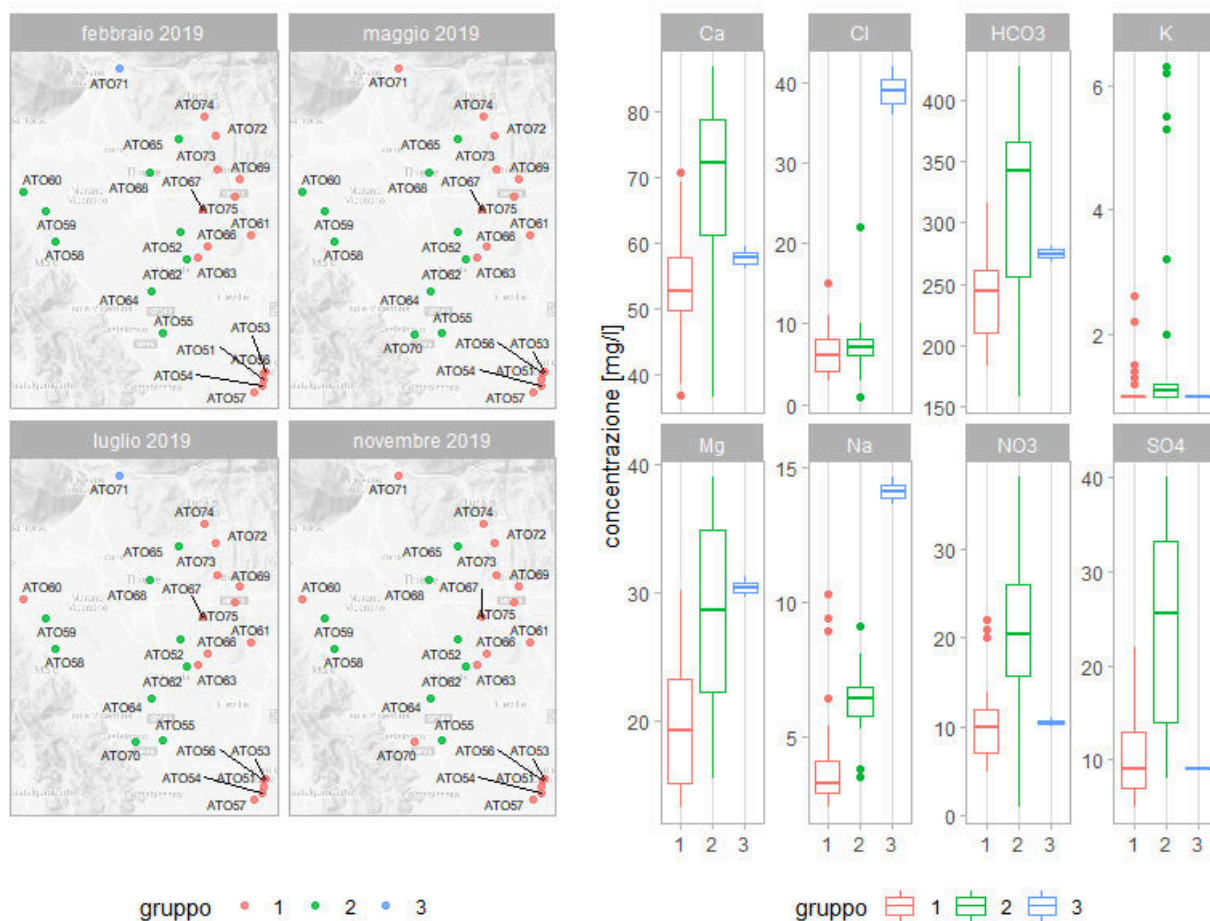 febbraio 2019
maggio 2019
ATO71
ATO71
ATO74
ATO74
ATO72
ATO72
ATO65
ATO65
ATO73
ATO73
ATO69
ATO69
Thiene
ATO60
ATO68
ATO67
ATO60
ATO68
ATO67
Marano
Vicentino
ATO75
ATO75
ATO59
ATO61
ATO59
ATO61
ATO52
ATO66
ATO52
ATO66
ATO58
ATO58
ATO62
ATO63
ATO62
ATO63
ATO64
ATO64
ATO55
ATO53
ATO55
ATO53
ATO51
ATO56
ATO70
ATO56
ATO54
ATO54
ATO51
ATO57
ATO57
luglio 2019
novembre 2019
ATO71
ATO71
ATO74
ATO74
ATO72
ATO72
ATO65
ATO65
ATO73
ATO73
ATO69
ATO69
ATO60
ATO68
ATO67
ATO60
ATO68
ATO67
ATO75
ATO75
ATO59
ATO61
ATO59
ATO61
ATO52
ATO66
ATO52
ATO66
ATO58
ATO58
ATO62
ATO63
ATO62
ATO63
ATO64
ATO64
ATO55
ATO55
ATO70
ATO56
ATO53
ATO70
ATO56
ATO53
ATO54
ATO51
ATO54
ATO51
ATO57
ATO57
gruppo 1 2 3
concentrazione [mg/l]
Ca
Cl
HCO3
K
80
70
60
50
40
40
30
20
10
0
400
350
300
250
200
150
6
4
2
Mg
Na
NO3
SO4
40
30
20
15
10
5
30
20
10
0
40
30
20
10
1 2 3
1 2 3
1 2 3
1 2 3
gruppo 1 2 3